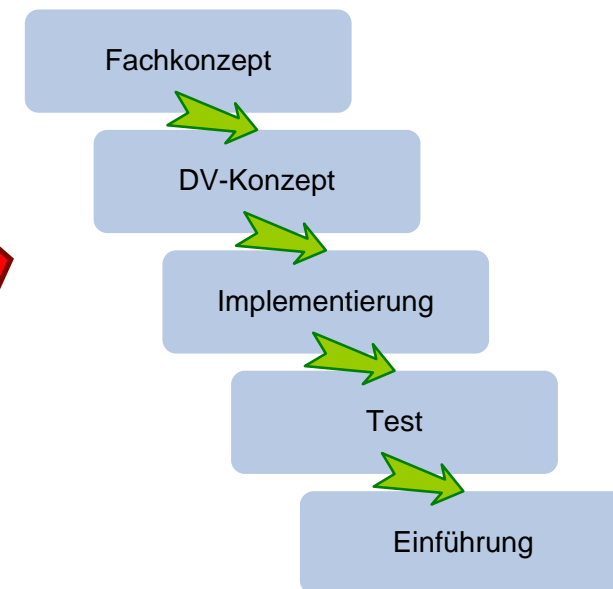 Fachkonzept
DV-Konzept
Implementierung
Test
Einführung